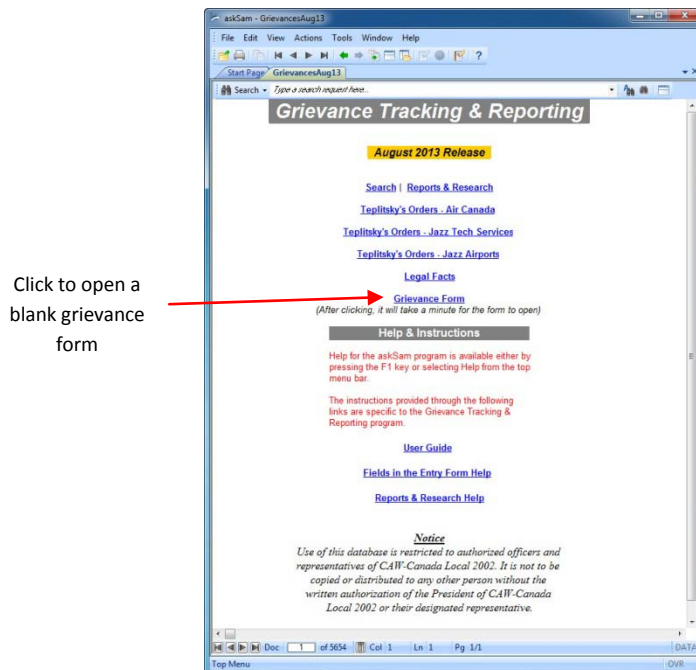 askSam - GrievancesAug13
File Edit View Actions Tools Window Help
Start Page GrievancesAug13
Search Type a search request here...
Grievance Tracking & Reporting
August 2013 Release
Search | Reports & Research
Teplitsky's Orders - Air Canada
Teplitsky's Orders - Jazz Tech Services
Teplitsky's Orders - Jazz Airports
Legal Facts
Click to open a
blank grievance
form
Grievance Form
(After clicking, it will take a minute for the form to open)
Help & Instructions
Help for the askSam program is available either by
pressing the F1 key or selecting Help from the top
menu bar.
The instructions provided through the following
links are specific to the Grievance Tracking &
Reporting program.
User Guide
Fields in the Entry Form Help
Reports & Research Help
Notice
Use of this database is restricted to authorized officers and
representatives of CAW-Canada Local 2002. It is not to be
copied or distributed to any other person without the
written authorization of the President of CAW-Canada
Local 2002 or their designated representative.
Doc 1 of 5654 Col 1 Ln 1 Pg 1/1 DATA
Top Menu OVR